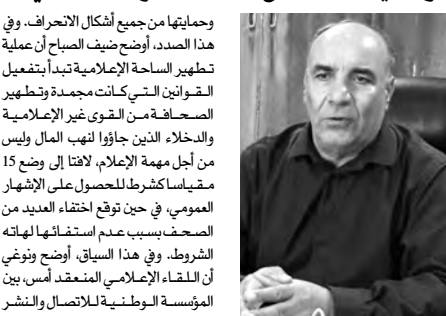 وحمايتها من جميع أشكال الانحراف. وفي
هذا الصدد، أوضح ضيف الصباح أن عملية
تطهير الساحة الإعلامية تبدأ بتفعيل
القوانين التي كانت مجمدة وتطهير
الصحافة من القوى غير الإعلامية
والدخلاء الذين جاؤوا لنهب المال وليس
من أجل مهمة الإعلام، لافتا إلى وضع 15
مقياسا كشرط للحصول على الإشهار
العمومي، في حين توقع اختفاء العديد من
الصحف بسبب عدم استفائها لهاته
الشروط. وفي هذا السياق، أوضح ونوغي
أن اللقاء الإعلامي المنعقد أمس، بين
المؤسسة الوطنية للاتصال والنشر